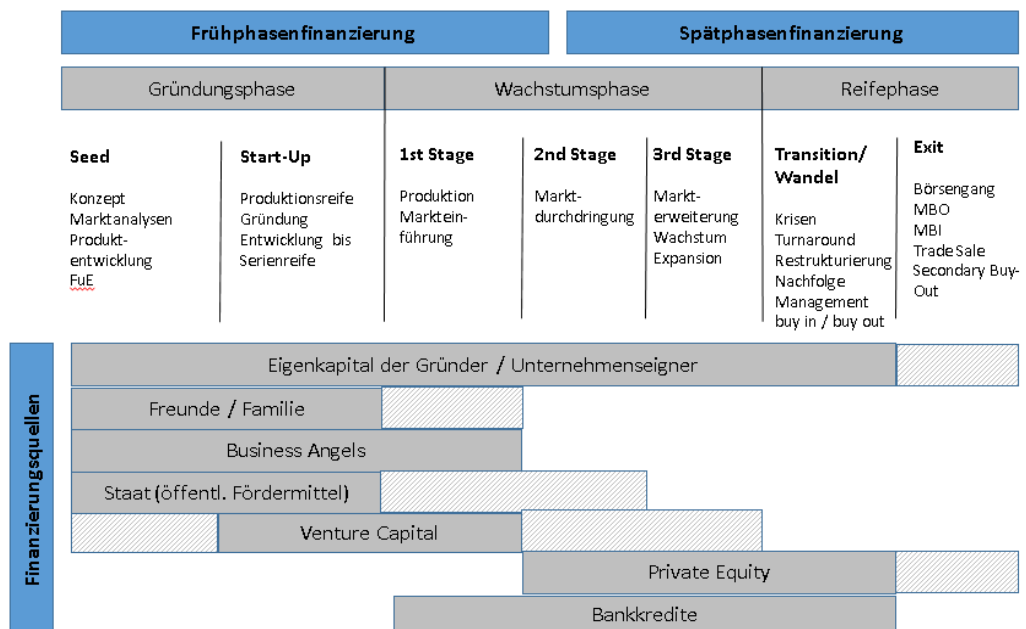 Frühphasenfinanzierung
Spätphasenfinanzierung
Gründungsphase
Wachstumsphase
Reifephase
Seed
Konzept
Marktanalysen
Produkt-
entwicklung
FuE
Start-Up
Produktionsreife
Gründung
Entwicklung bis
Serienreife
1st Stage
Produktion
Marktein-
führung
2nd Stage
Markt-
durchdringung
3rd Stage
Markt-
erweiterung
Wachstum
Expansion
Transition/
Wandel
Krisen
Turnaround
Restrukturierung
Nachfolge
Management
buy in / buy out
Exit
Börsengang
MBO
MBI
Trade Sale
Secondary Buy-
Out
Finanzierungsquellen
Eigenkapital der Gründer / Unternehmenseigner
Freunde / Familie
Business Angels
Staat (öffentl. Fördermittel)
Venture Capital
Private Equity
Bankkredite